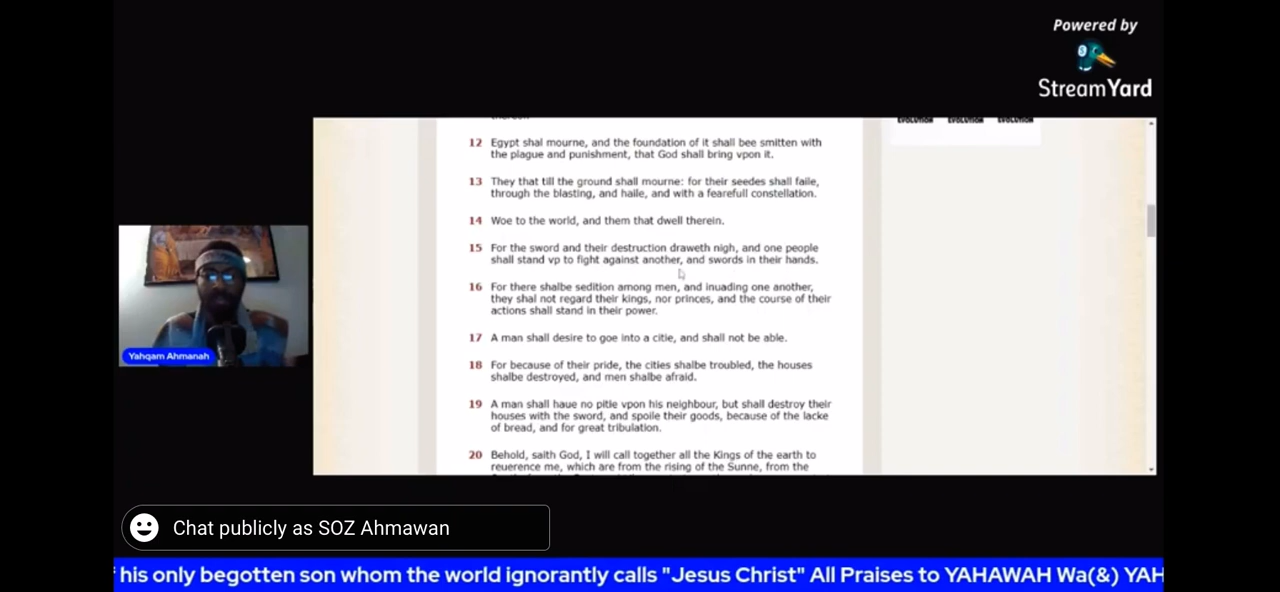 Powered by
StreamYard
EVOLUTION EVOLUTION EVOLUTION
12 Egypt shal mourne, and the foundation of it shall bee smitten with
the plague and punishment, that God shall bring vpon it.
13 They that till the ground shall mourne: for their seedes shall faile,
through the blasting, and haile, and with a fearefull constellation.
14 Woe to the world, and them that dwell therein.
15 For the sword and their destruction draweth nigh, and one people
shall stand vp to fight against another, and swords in their hands.
16 For there shalbe sedition among men, and inuading one another,
they shal not regard their kings, nor princes, and the course of their
actions shall stand in their power.
17 A man shall desire to goe into a citie, and shall not be able.
18 For because of their pride, the cities shalbe troubled, the houses
shalbe destroyed, and men shalbe afraid.
19 A man shall haue no pitie vpon his neighbour, but shall destroy their
houses with the sword, and spoile their goods, because of the lacke
of bread, and for great tribulation.
20 Behold, saith God, I will call together all the Kings of the earth to
reuerence me, which are from the rising of the Sunne, from the
Yahqam Ahmanah
Chat publicly as SOZ Ahmawan
his only begotten son whom the world ignorantly calls "Jesus Christ" All Praises to YAHAWAH Wa(&) YAH